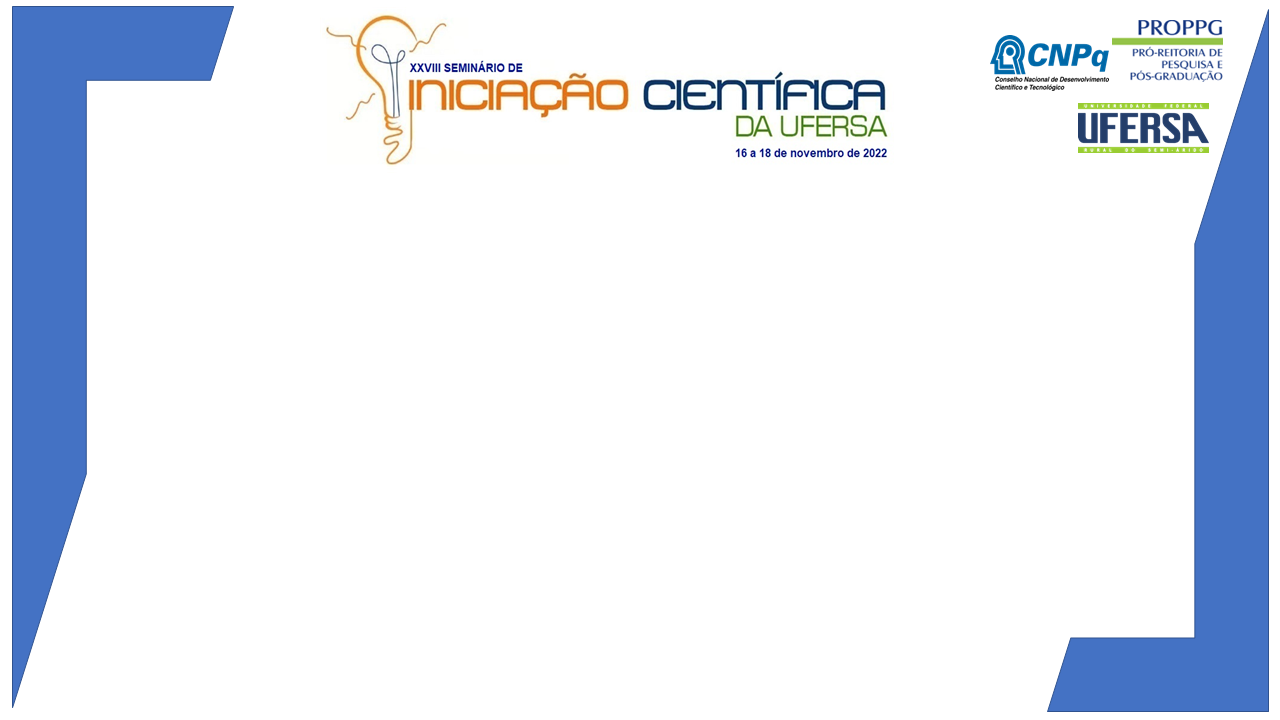 XXVIII SEMINÁRIO DE
INICIAÇÃO CIENTÍFICA
DA UFERSA
16 a 18 de novembro de 2022
CNPq
Conselho Nacional de Desenvolvimento
Científico e Tecnológico
PROPPG
PRÓ-REITORIA DE
PESQUISA E
PÓS-GRADUAÇÃO
UNIVERSIDADE FEDERAL
UFERSA
RURAL DO SEMI-ÁRIDO